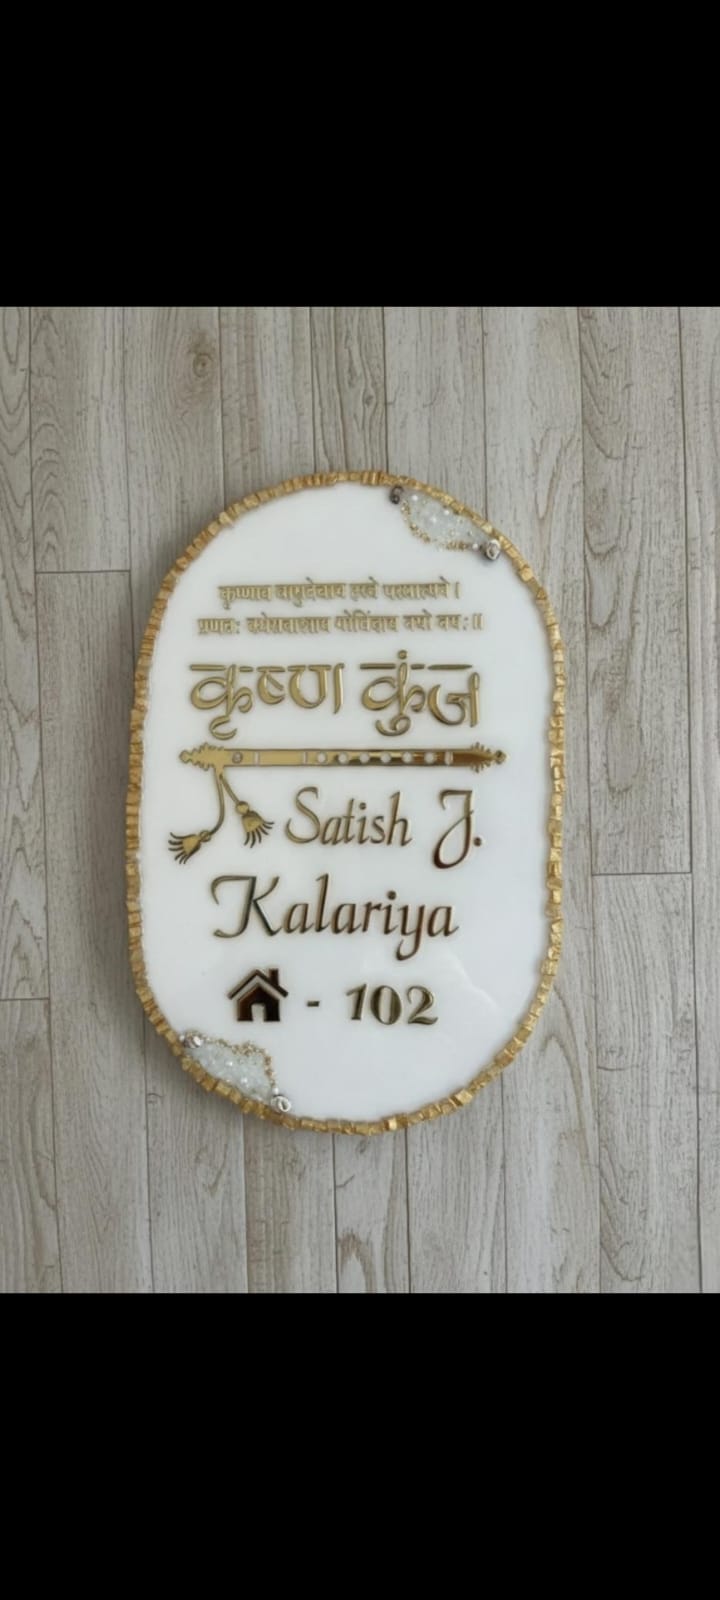 कृष्णाय वासुदेवाय हरये परमात्मने ।
प्रणत: क्लेशनाशाय गोविंदाय नमो नम: ॥
कृष्ण कुंज
Satish J.
Kalariya
- 102